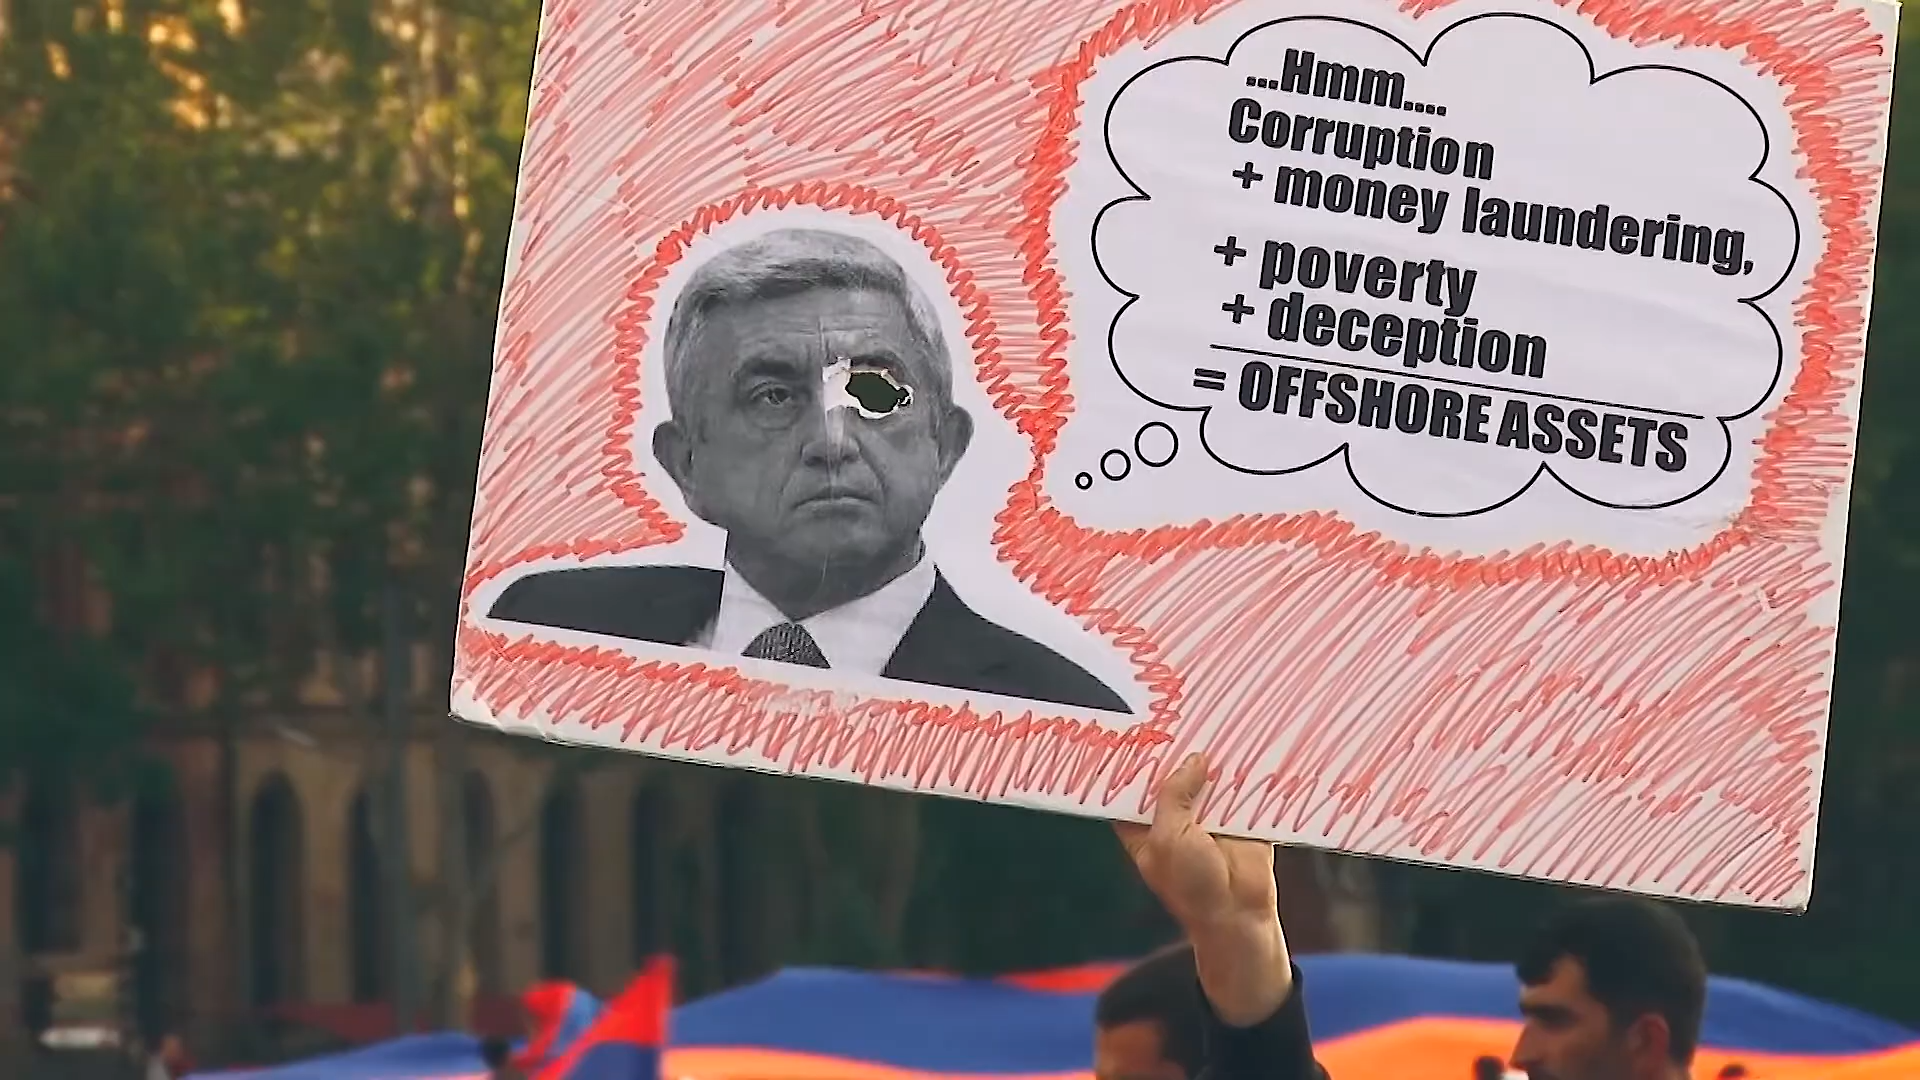 ...Hmm....
Corruption
+ money laundering,
+ poverty
+ deception
= OFFSHORE ASSETS